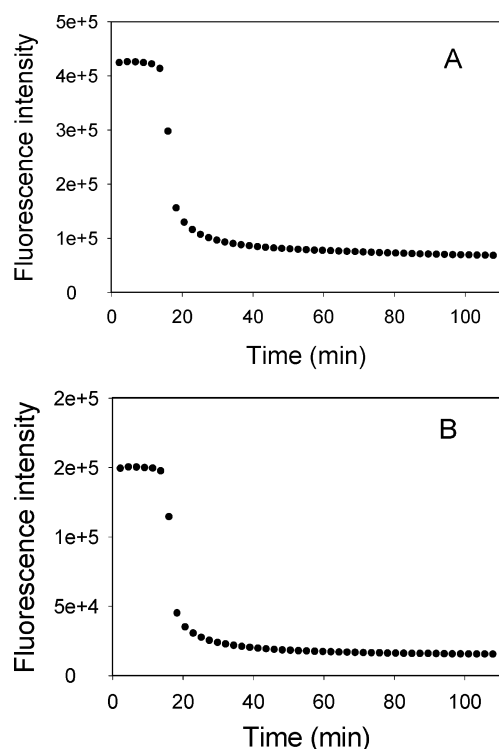 5e+5
A
4e+5
3e+5
2e+5
1e+5
0
Fluorescence intensity
0 20 40 60 80 100
Time (min)
2e+5
B
2e+5
1e+5
5e+4
0
Fluorescence intensity
0 20 40 60 80 100
Time (min)